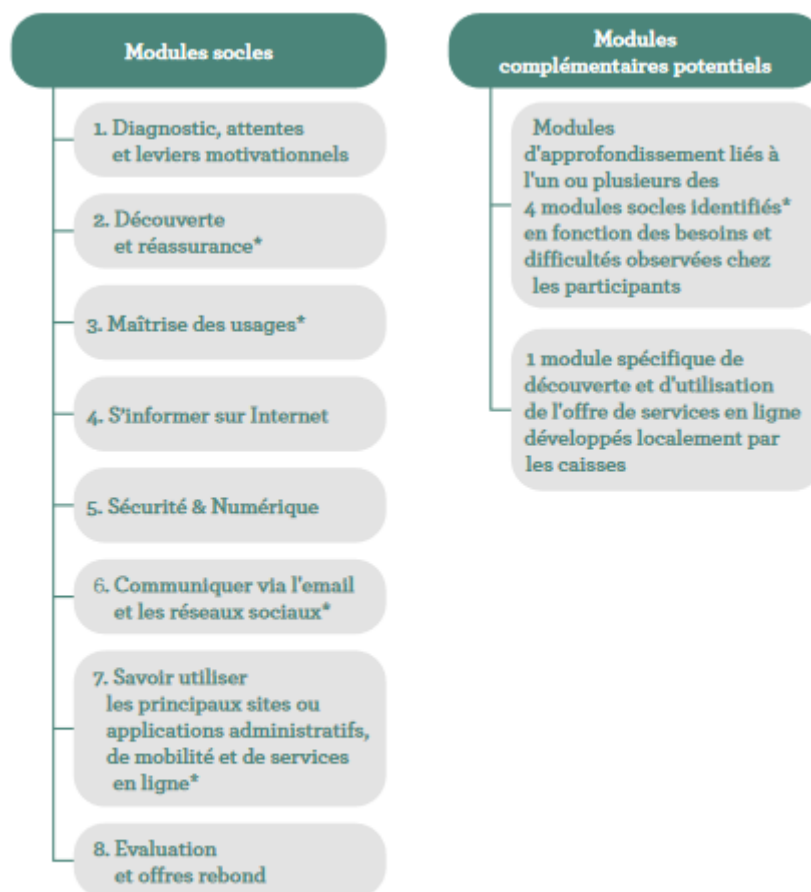 Modules socles
1. Diagnostic, attentes
et leviers motivationnels
2. Découverte
et réassurance*
3. Maîtrise des usages*
4. S'informer sur Internet
5. Sécurité & Numérique
6. Communiquer via l'email
et les réseaux sociaux*
7. Savoir utiliser
les principaux sites ou
applications administratifs,
de mobilité et de services
en ligne*
8. Evaluation
et offres rebond
Modules
complémentaires potentiels
Modules
d'approfondissement liés à
l'un ou plusieurs des
4 modules socles identifiés*
en fonction des besoins et
difficultés observées chez
les participants
1 module spécifique de
découverte et d'utilisation
de l'offre de services en ligne
développés localement par
les caisses